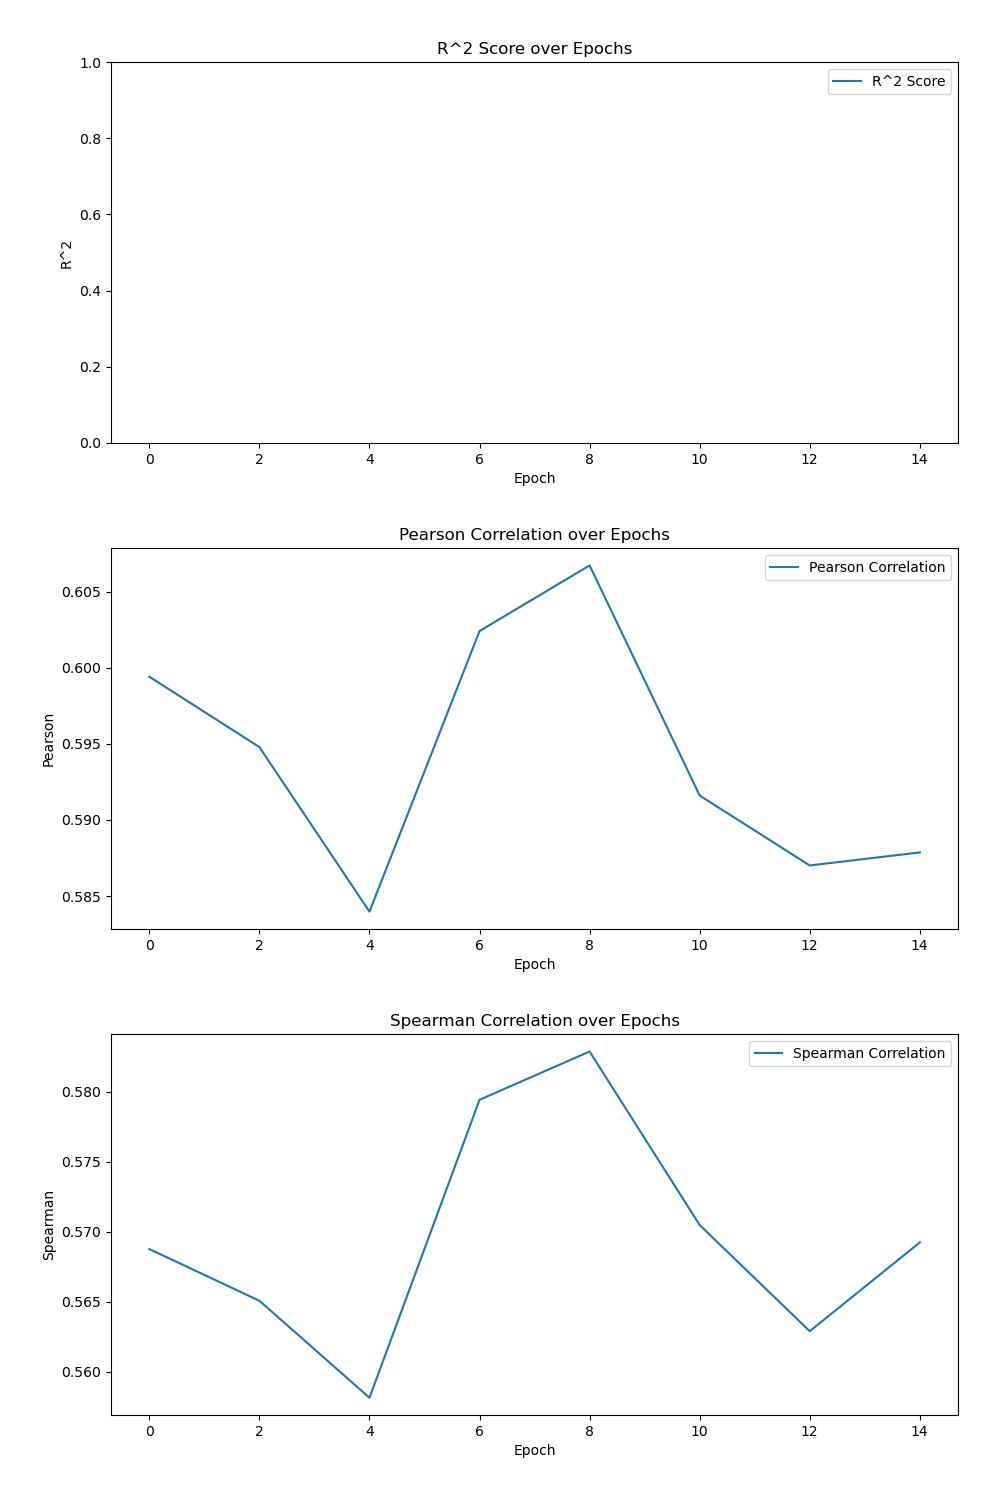 R^2 Score over Epochs
R^2 Score
1.0
0.8
0.6
0.4
0.2
0.0
R^2
0 2 4 6 8 10 12 14
Epoch
Pearson Correlation over Epochs
Pearson Correlation
0.605
0.600
0.595
0.590
0.585
Pearson
0 2 4 6 8 10 12 14
Epoch
Spearman Correlation over Epochs
Spearman Correlation
0.580
0.575
0.570
0.565
0.560
Spearman
0 2 4 6 8 10 12 14
Epoch